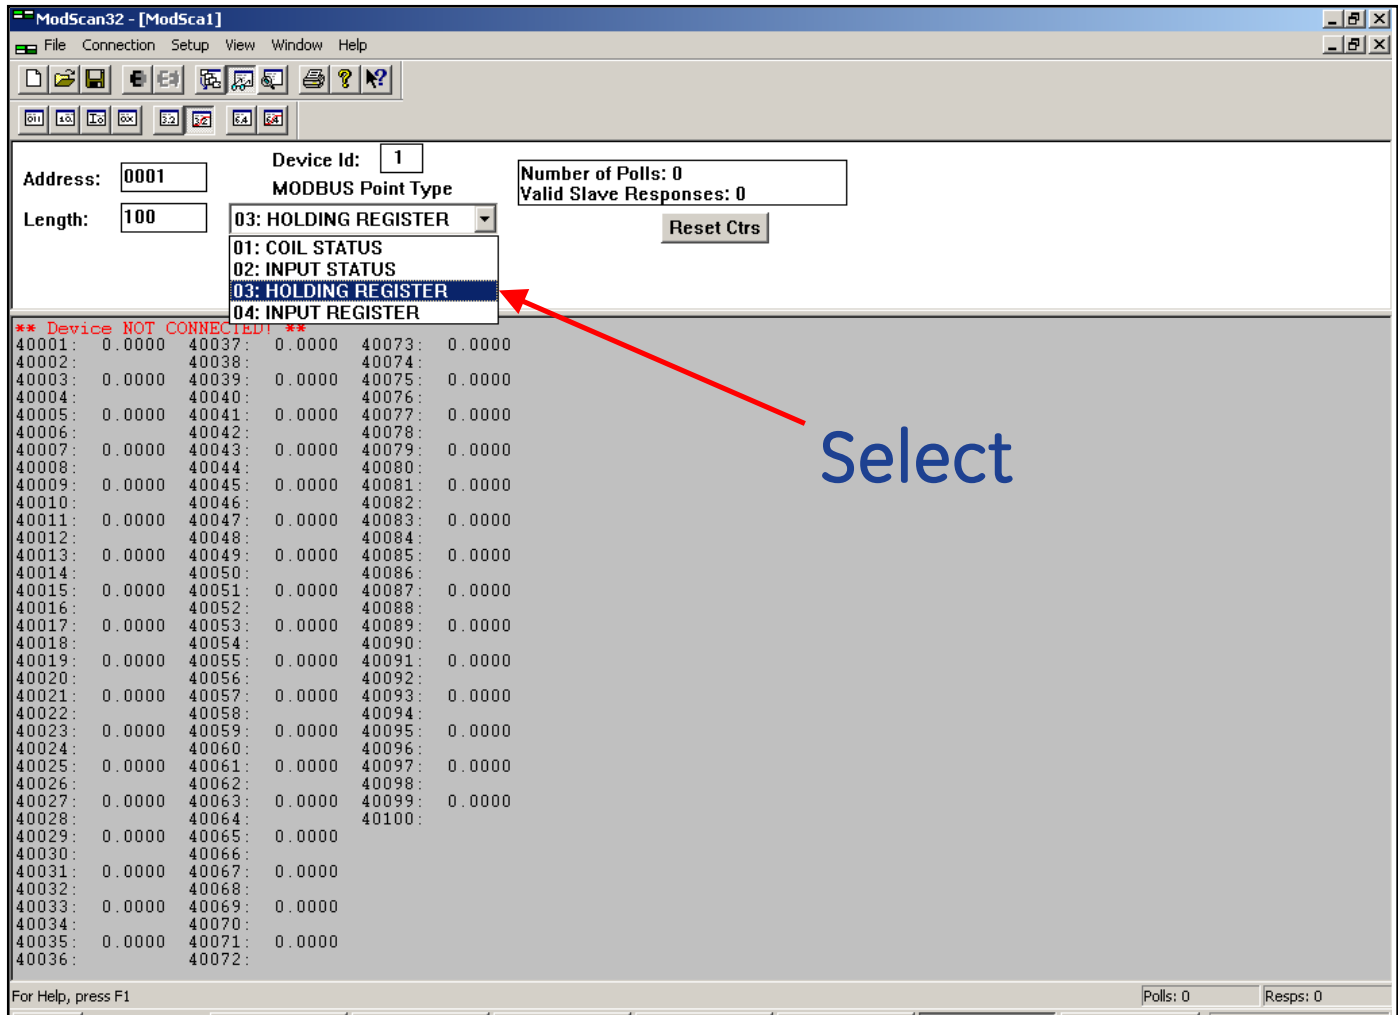 ModScan32 - [ModSca1]
File Connection Setup View Window Help
Address: 0001
Device Id: 1
MODBUS Point Type
Length: 100
03: HOLDING REGISTER
01: COIL STATUS
02: INPUT STATUS
03: HOLDING REGISTER
04: INPUT REGISTER
Number of Polls: 0
Valid Slave Responses: 0
Reset Ctrs
Select
** Device NOT CONNECTED! **
40001: 0.0000 40037: 0.0000 40073: 0.0000
40002: 40038: 40074:
40003: 0.0000 40039: 0.0000 40075: 0.0000
40004: 40040: 40076:
40005: 0.0000 40041: 0.0000 40077: 0.0000
40006: 40042: 40078:
40007: 0.0000 40043: 0.0000 40079: 0.0000
40008: 40044: 40080:
40009: 0.0000 40045: 0.0000 40081: 0.0000
40010: 40046: 40082:
40011: 0.0000 40047: 0.0000 40083: 0.0000
40012: 40048: 40084:
40013: 0.0000 40049: 0.0000 40085: 0.0000
40014: 40050: 40086:
40015: 0.0000 40051: 0.0000 40087: 0.0000
40016: 40052: 40088:
40017: 0.0000 40053: 0.0000 40089: 0.0000
40018: 40054: 40090:
40019: 0.0000 40055: 0.0000 40091: 0.0000
40020: 40056: 40092:
40021: 0.0000 40057: 0.0000 40093: 0.0000
40022: 40058: 40094:
40023: 0.0000 40059: 0.0000 40095: 0.0000
40024: 40060: 40096:
40025: 0.0000 40061: 0.0000 40097: 0.0000
40026: 40062: 40098:
40027: 0.0000 40063: 0.0000 40099: 0.0000
40028: 40064: 40100:
40029: 0.0000 40065: 0.0000
40030: 40066:
40031: 0.0000 40067: 0.0000
40032: 40068:
40033: 0.0000 40069: 0.0000
40034: 40070:
40035: 0.0000 40071: 0.0000
40036: 40072:
For Help, press F1
Polls: 0
Resps: 0